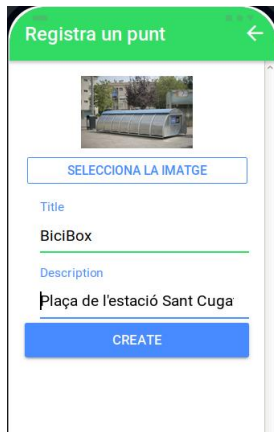 Registra un punt
SELECCIONA LA IMATGE
Title
BiciBox
Description
Plaça de l'estació Sant Cuga
CREATE